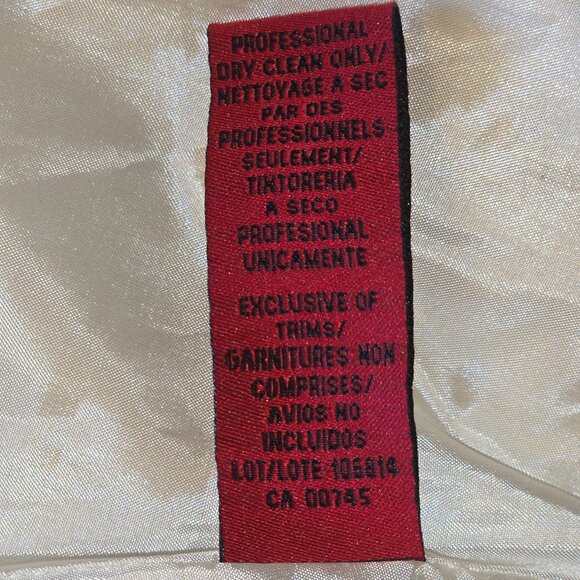 PROFESSIONAL
DRY CLEAN ONLY/
NETTOYAGE A SEC
PAR DES
PROFESSIONNELS
SEULEMENT/
TINTORERIA
A SECO
PROFESIONAL
UNICAMENTE
EXCLUSIVE OF
TRIMS/
GARNITURES NON
COMPRISES/
AVIOS NO
INCLUIDOS
LOT/LOTE 106814
CA 00745